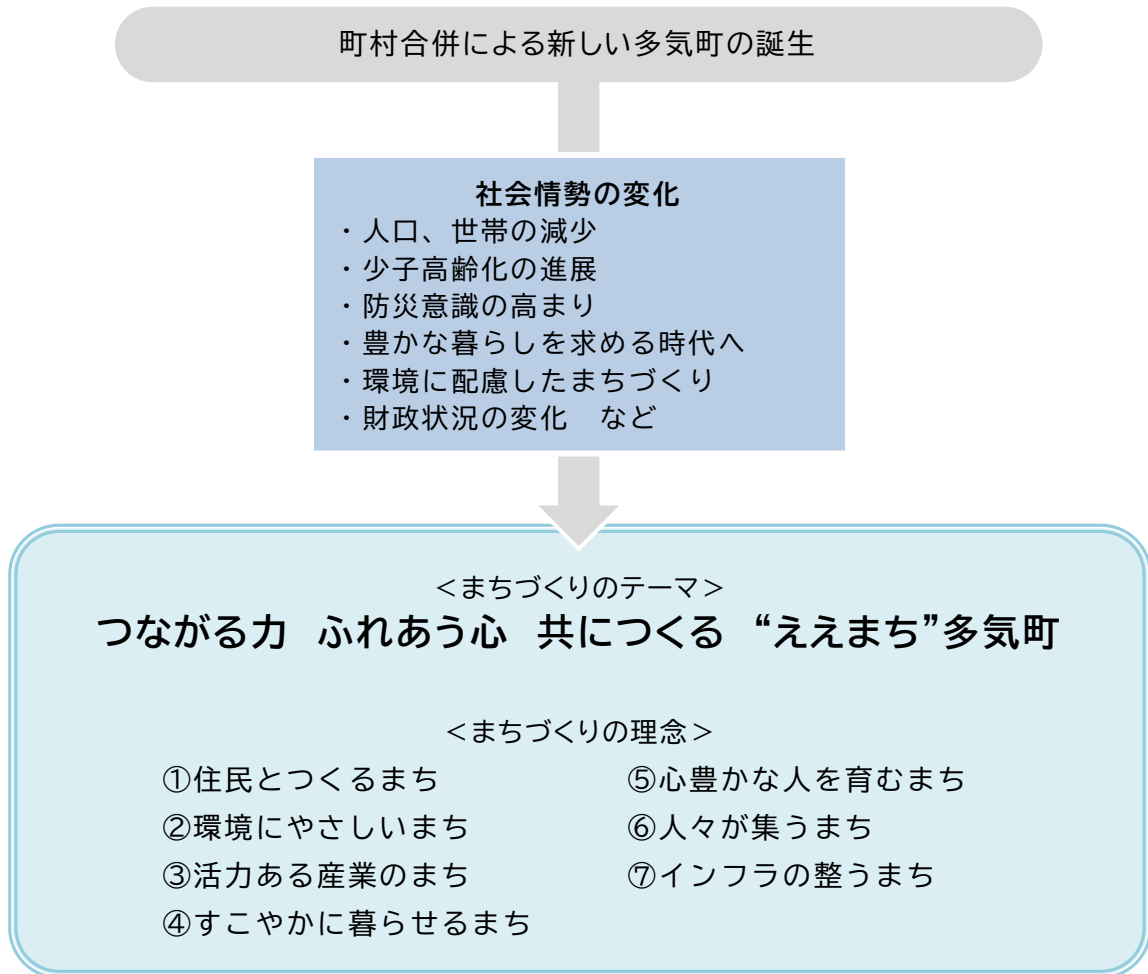 町村合併による新しい多気町の誕生
社会情勢の変化
・人口、世帯の減少
・少子高齢化の進展
・防災意識の高まり
・豊かな暮らしを求める時代へ
・環境に配慮したまちづくり
・財政状況の変化　など
＜まちづくりのテーマ＞
つながる力　ふれあう心　共につくる　“ええまち”多気町
＜まちづくりの理念＞
①住民とつくるまち
②環境にやさしいまち
③活力ある産業のまち
④すこやかに暮らせるまち
⑤心豊かな人を育むまち
⑥人々が集うまち
⑦インフラの整うまち